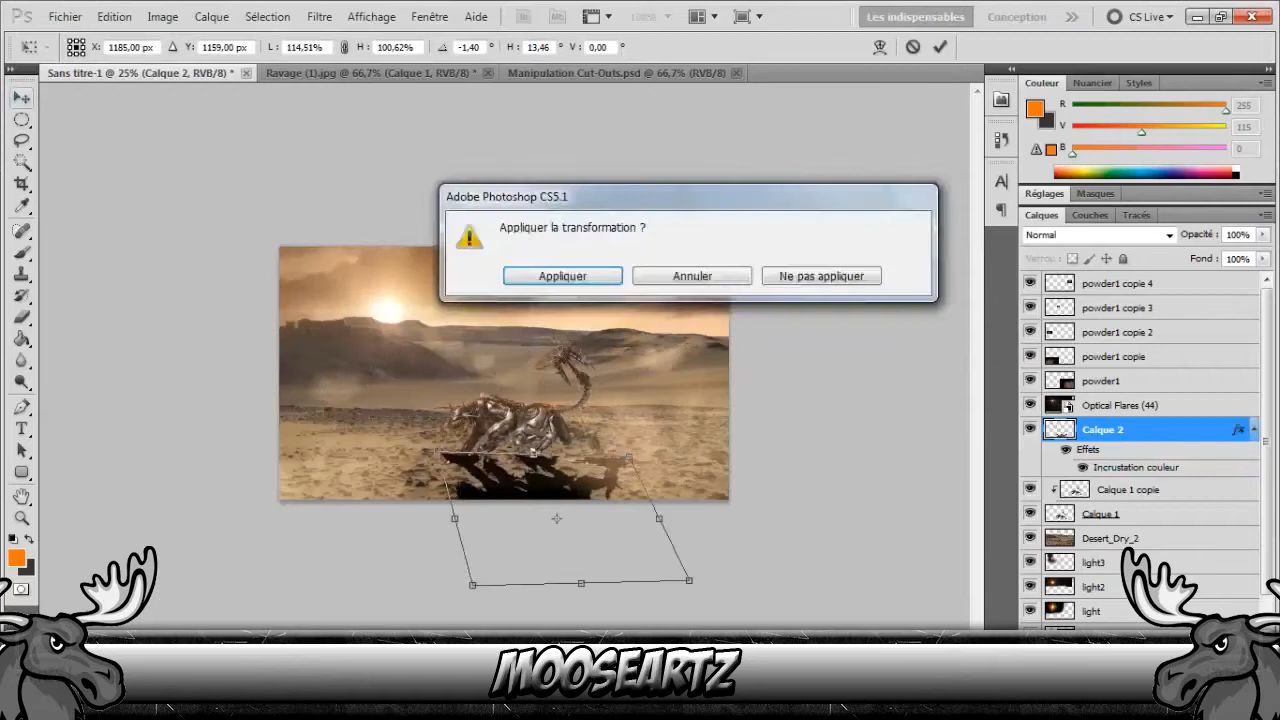 Ps Fichier Edition Image Calque Sélection Filtre Affichage Fenêtre Aide Br Mb 100% Les indispensables Conception CS Live
X: 1185,00 px Y: 1159,00 px L: 114,51% H: 100,62% -1,40 ° H: 13,46 ° V: 0,00 °
Sans titre-1 @ 25% (Calque 2, RVB/8) * Ravage (1).jpg @ 66,7% (Calque 1, RVB/8) * Manipulation Cut-Outs.psd @ 66,7% (RVB/8)
Couleur Nuancier Styles
R 255
V 115
B 0
Réglages Masques
Calques Couches Tracés
Normal Opacité : 100%
Verrou : Fond : 100%
powder1 copie 4
powder1 copie 3
powder1 copie 2
powder1 copie
powder1
Optical Flares (44)
Calque 2 fx
Effets
Incrustation couleur
Calque 1 copie
Calque 1
Desert_Dry_2
light3
light2
light
Adobe Photoshop CS5.1
Appliquer la transformation ?
Appliquer Annuler Ne pas appliquer
MOOSEARTZ